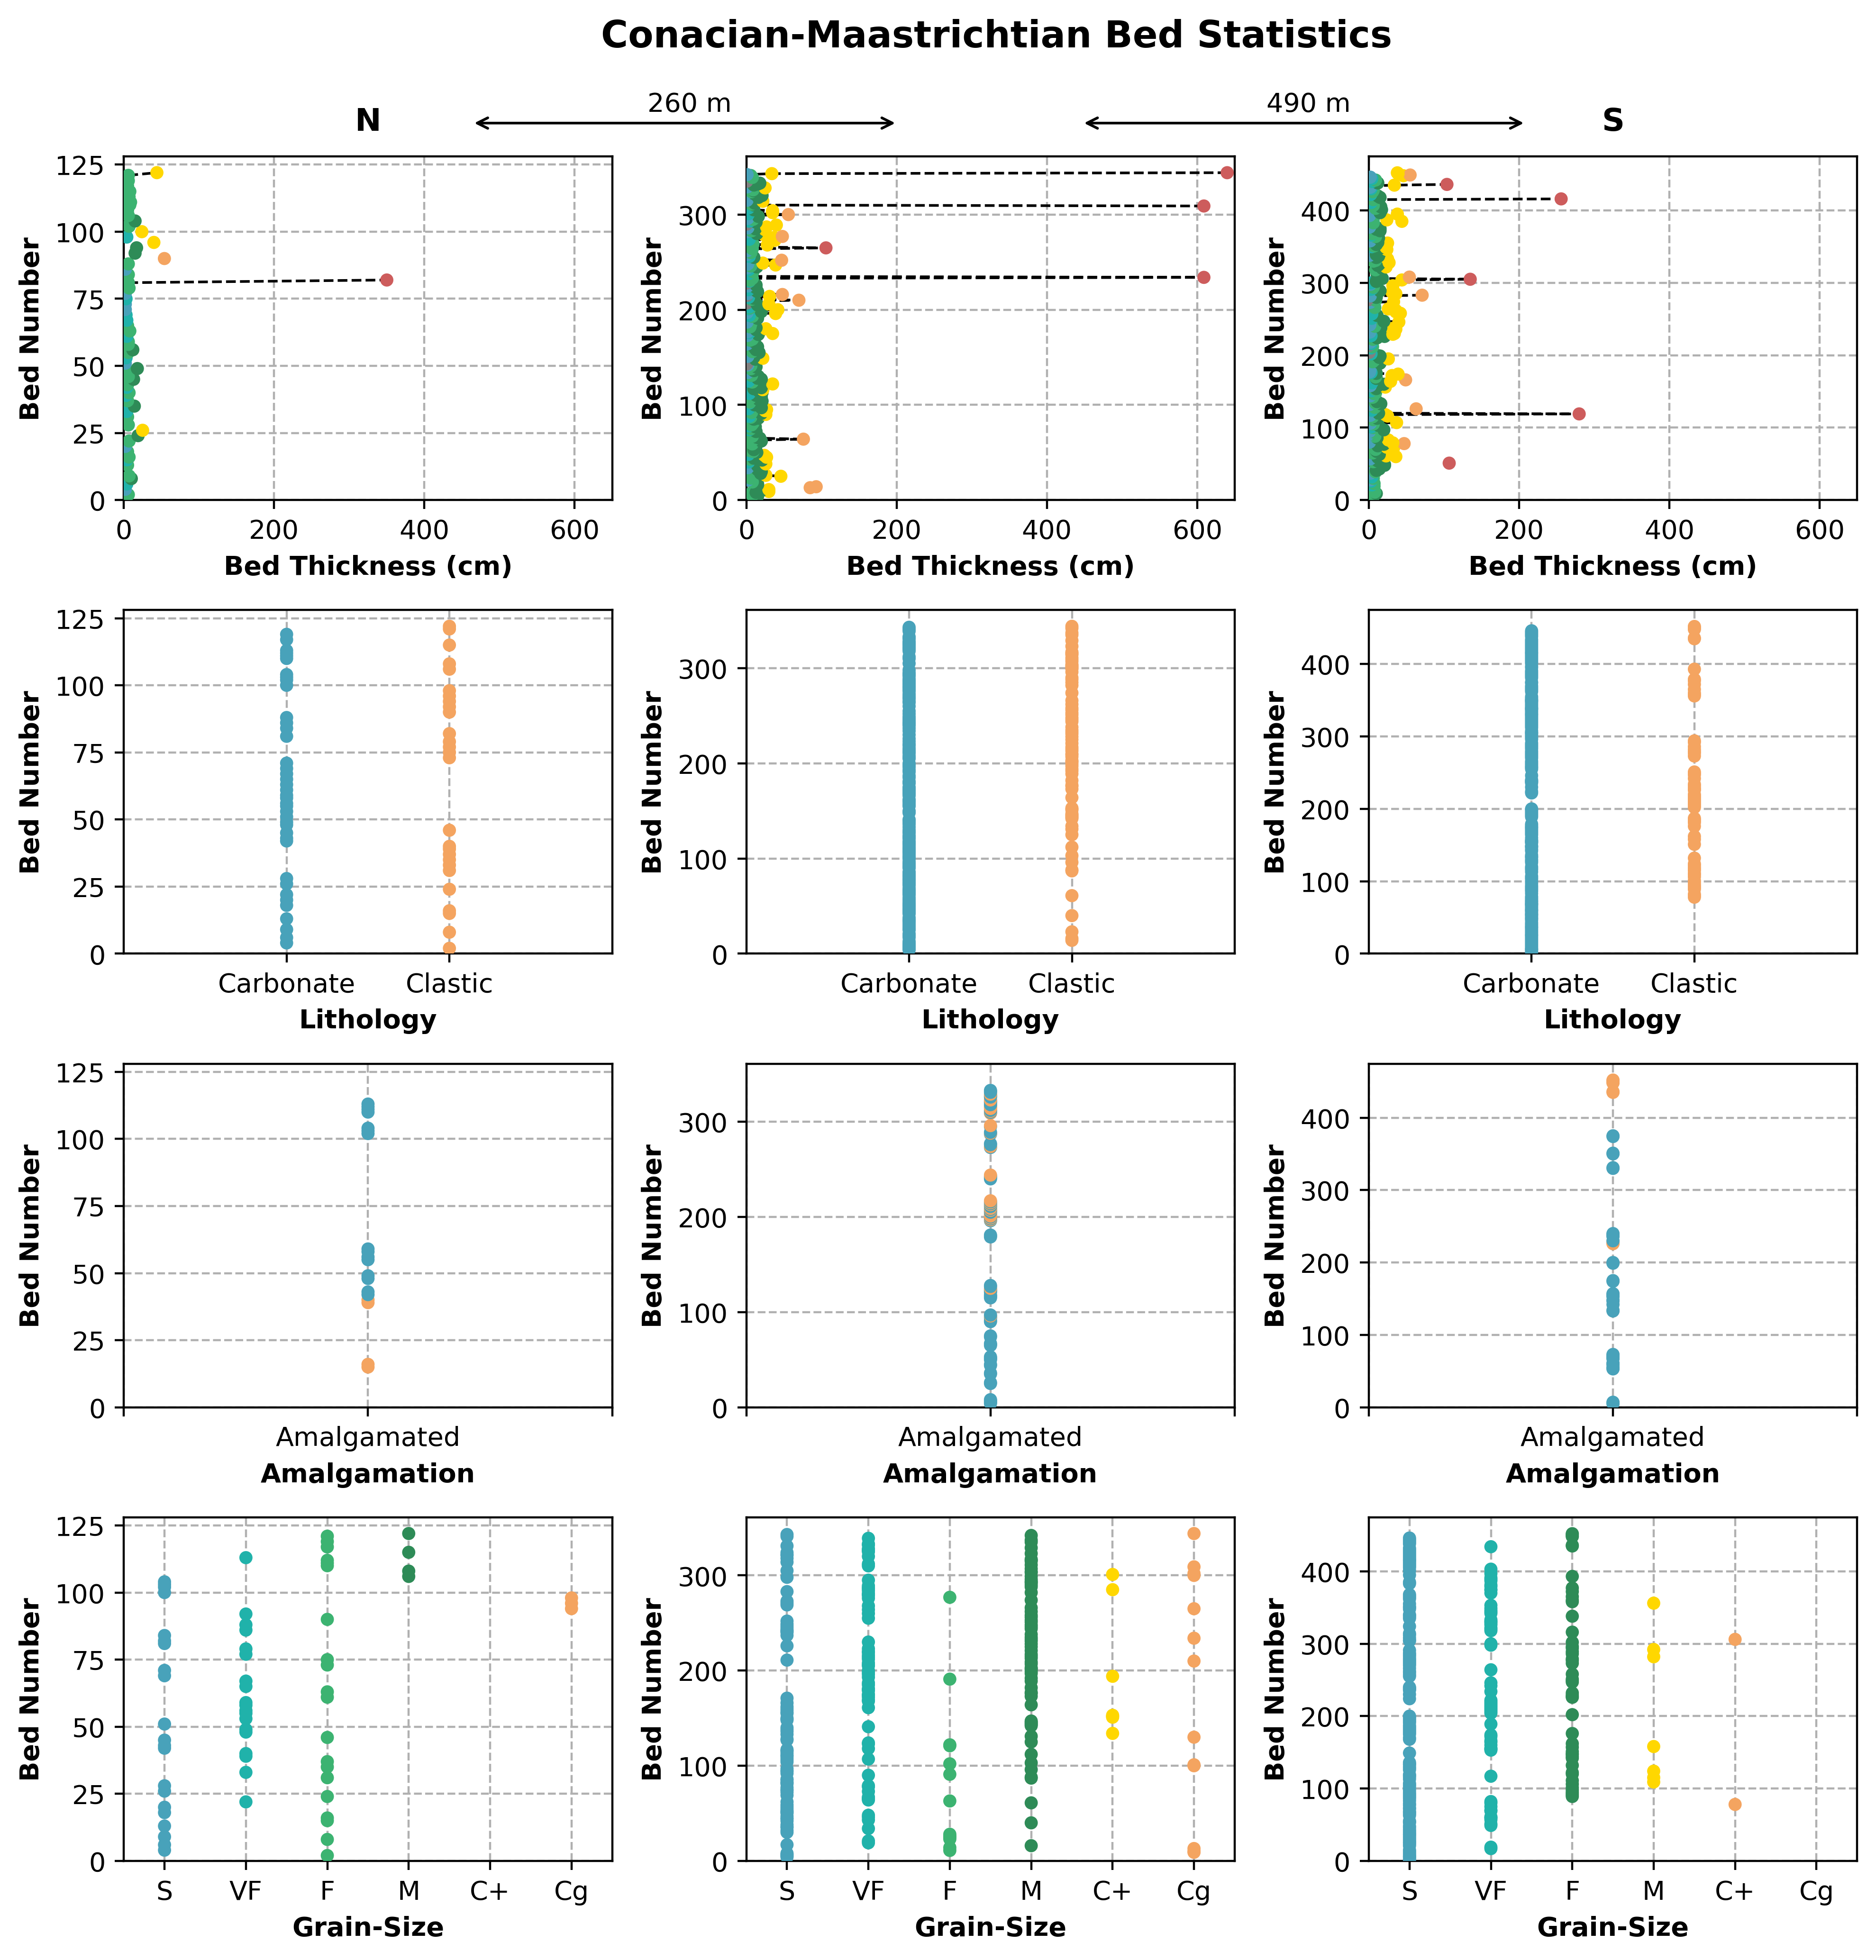 Conacian-Maastrichtian Bed Statistics
N 260 m 490 m S
Bed Number 125 100 75 50 25 0
0 200 400 600
Bed Thickness (cm)
Bed Number 300 200 100 0
0 200 400 600
Bed Thickness (cm)
Bed Number 400 300 200 100 0
0 200 400 600
Bed Thickness (cm)
Bed Number 125 100 75 50 25 0
Carbonate Clastic
Lithology
Bed Number 300 200 100 0
Carbonate Clastic
Lithology
Bed Number 400 300 200 100 0
Carbonate Clastic
Lithology
Bed Number 125 100 75 50 25 0
Amalgamated
Amalgamation
Bed Number 300 200 100 0
Amalgamated
Amalgamation
Bed Number 400 300 200 100 0
Amalgamated
Amalgamation
Bed Number 125 100 75 50 25 0
S VF F M C+ Cg
Grain-Size
Bed Number 300 200 100 0
S VF F M C+ Cg
Grain-Size
Bed Number 400 300 200 100 0
S VF F M C+ Cg
Grain-Size